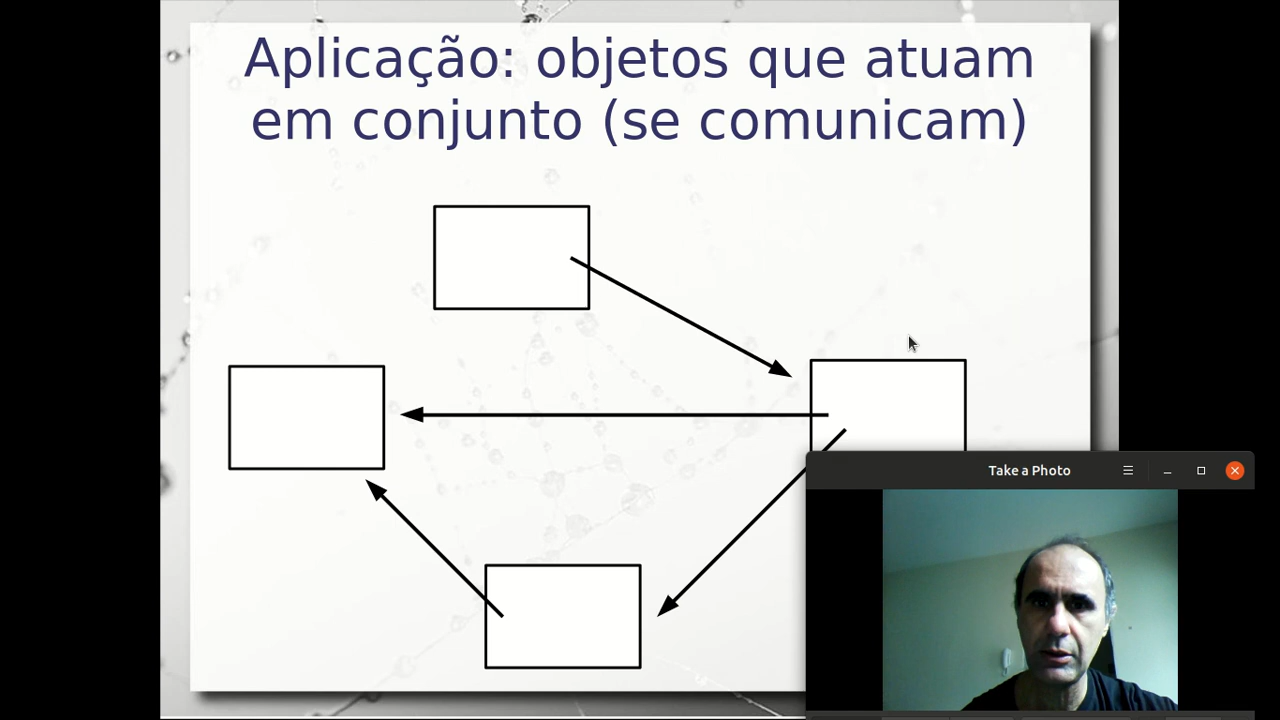 Aplicação: objetos que atuam
em conjunto (se comunicam)
Take a Photo